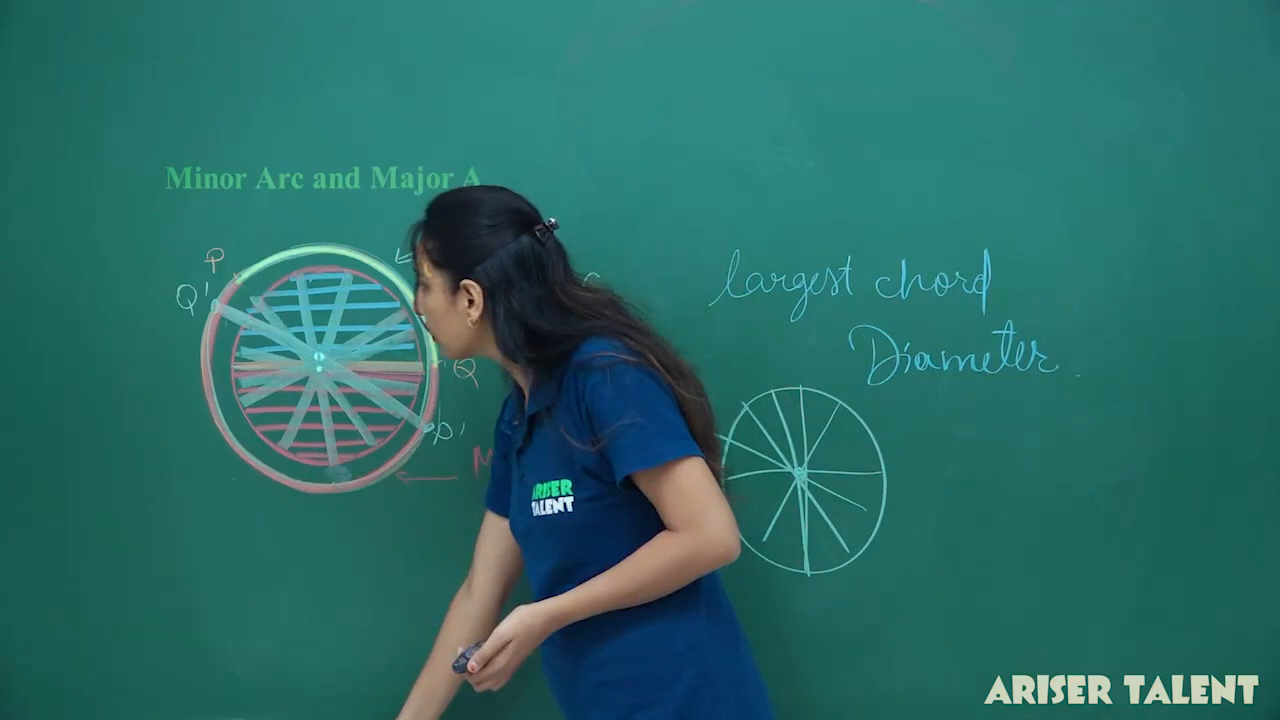 Minor Arc and Major A
P
Q'
Q
P'
M
largest chord
Diameter.
ARISER
TALENT
ARISER TALENT